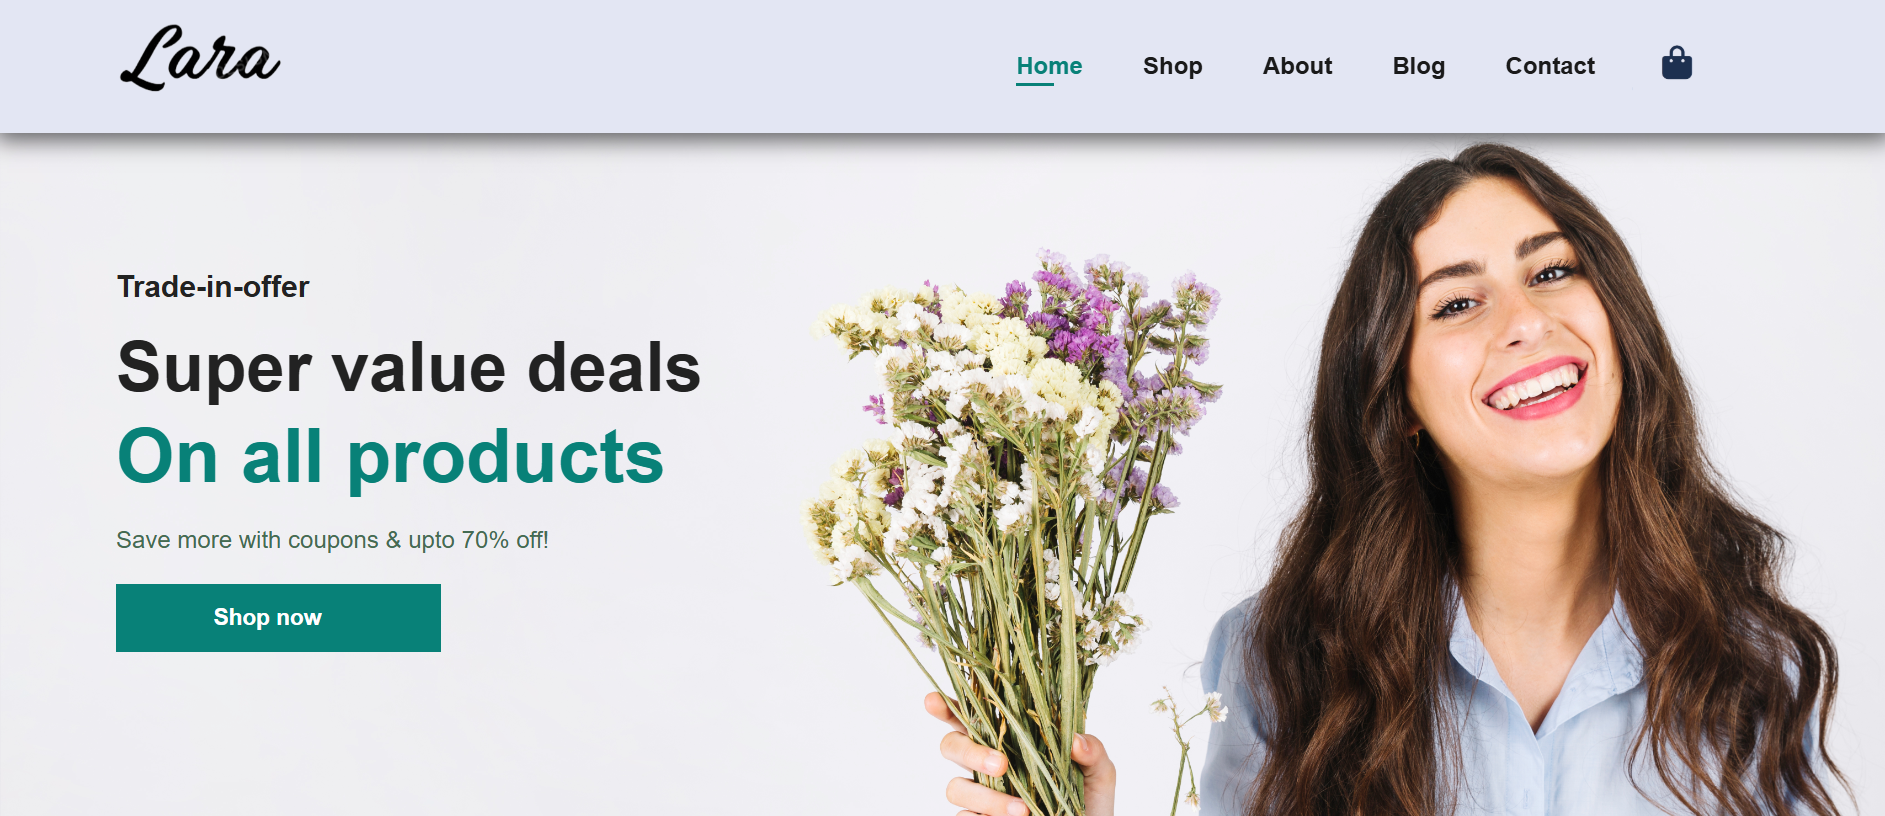 Lara
Home Shop About Blog Contact
Trade-in-offer
Super value deals
On all products
Save more with coupons & upto 70% off!
Shop now